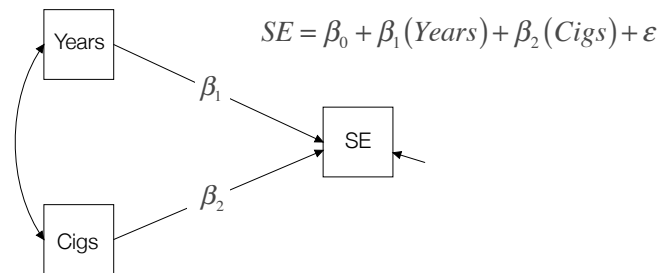 Years
SE = β₀ + β₁(Years) + β₂(Cigs) + ε
β₁
SE
β₂
Cigs